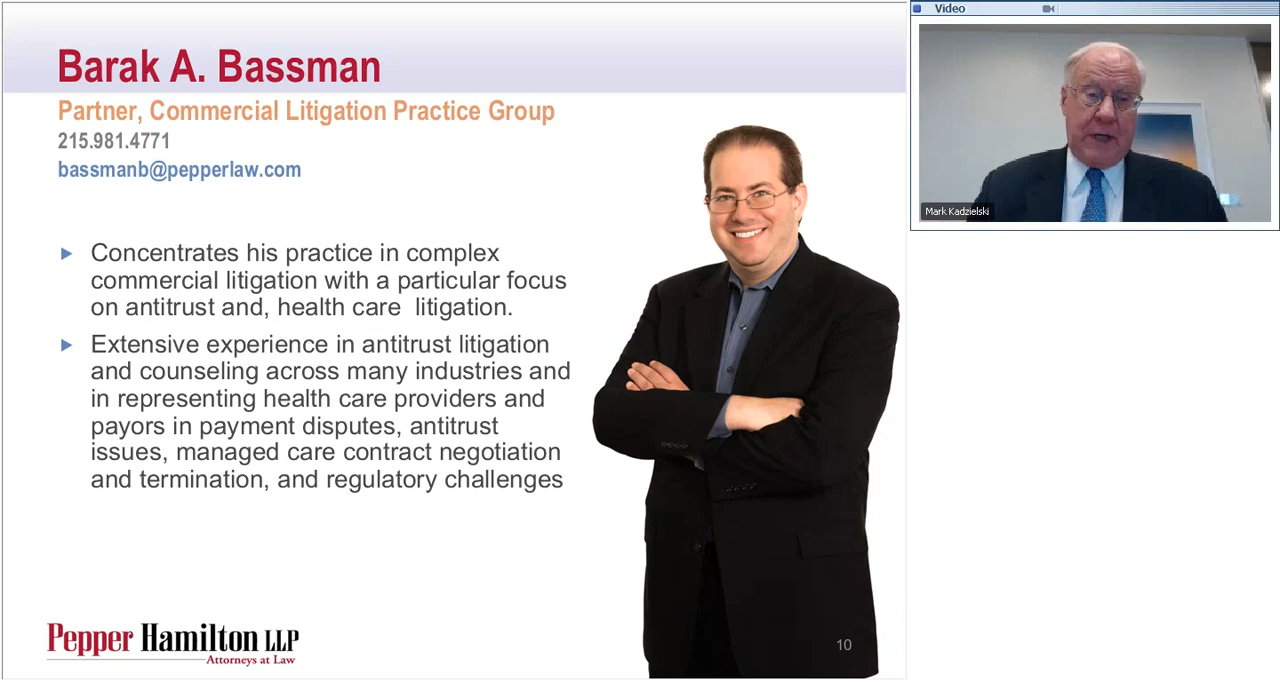 Barak A. Bassman
Partner, Commercial Litigation Practice Group
215.981.4771
bassmanb@pepperlaw.com
Concentrates his practice in complex
commercial litigation with a particular focus
on antitrust and, health care litigation.
Extensive experience in antitrust litigation
and counseling across many industries and
in representing health care providers and
payors in payment disputes, antitrust
issues, managed care contract negotiation
and termination, and regulatory challenges
Pepper Hamilton LLP
Attorneys at Law
10
Video
Mark Kadzielski